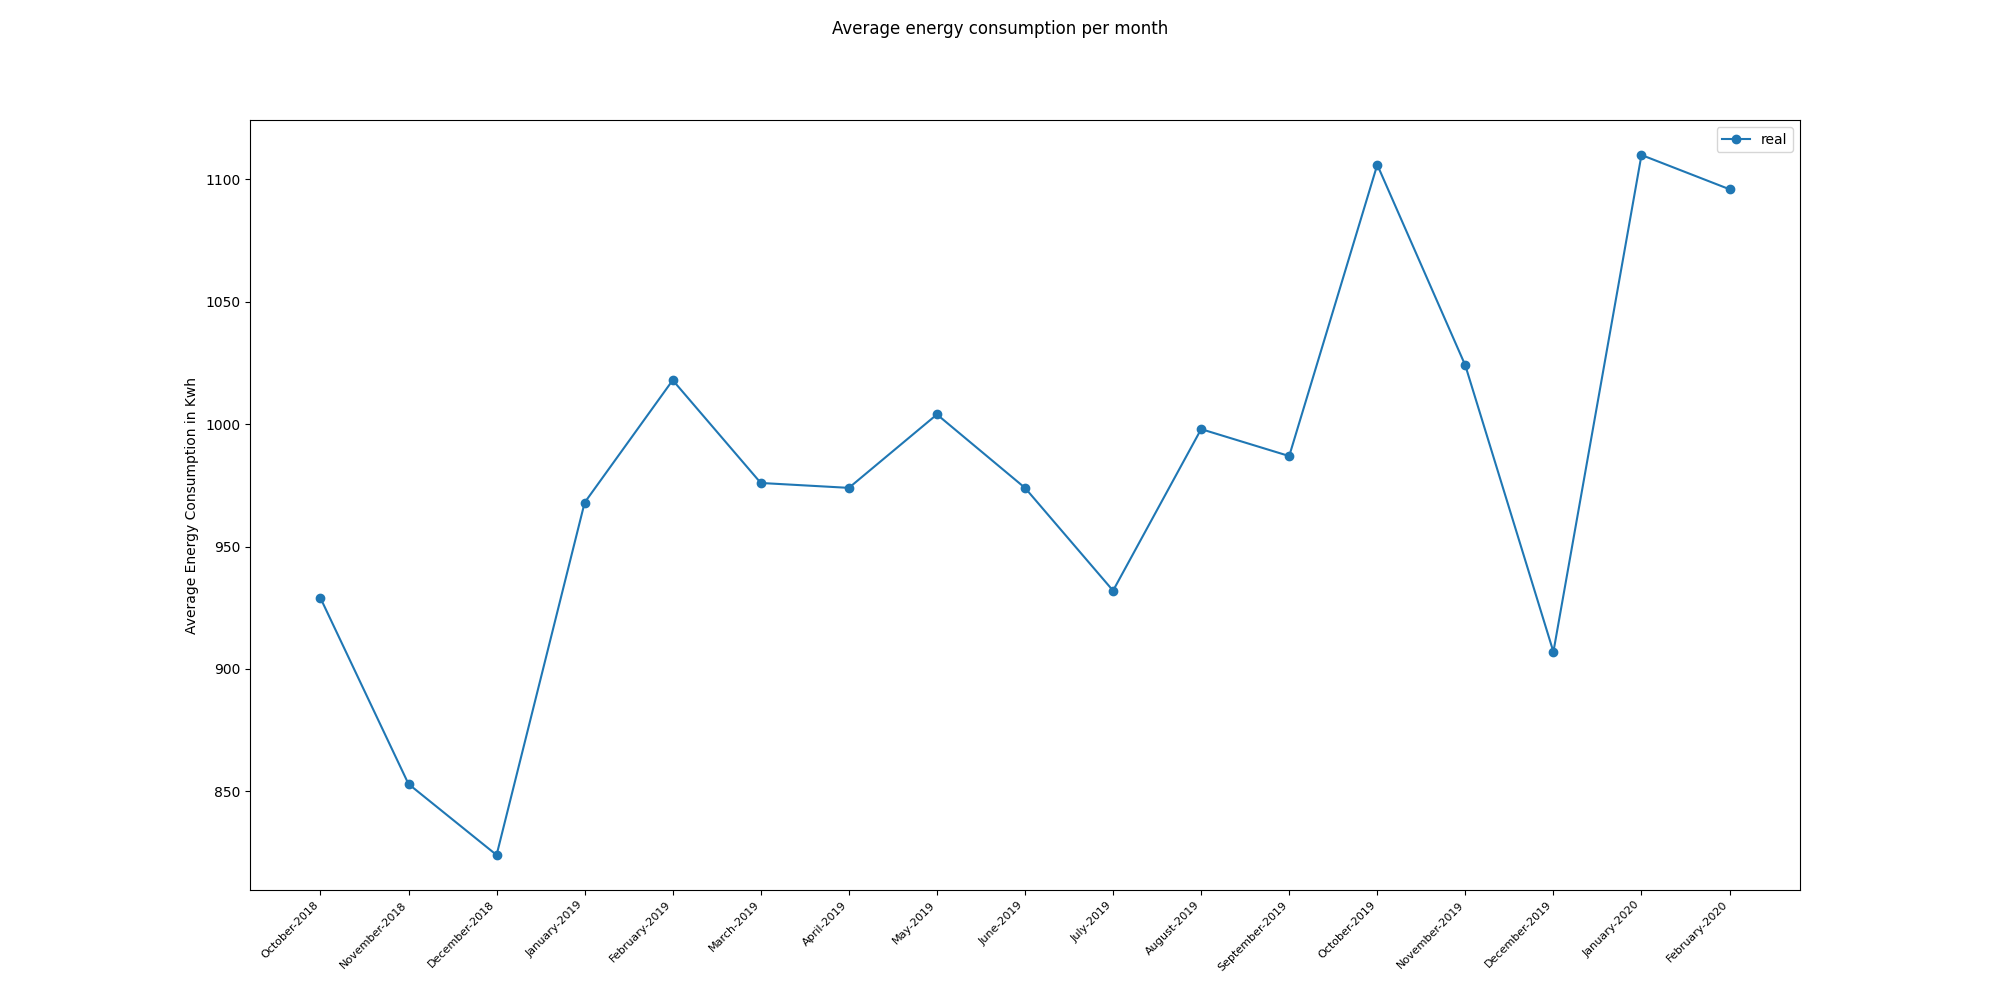 Average energy consumption per month
real
1100
1050
1000
950
900
850
Average Energy Consumption in Kwh
October-2018
November-2018
December-2018
January-2019
February-2019
March-2019
April-2019
May-2019
June-2019
July-2019
August-2019
September-2019
October-2019
November-2019
December-2019
January-2020
February-2020